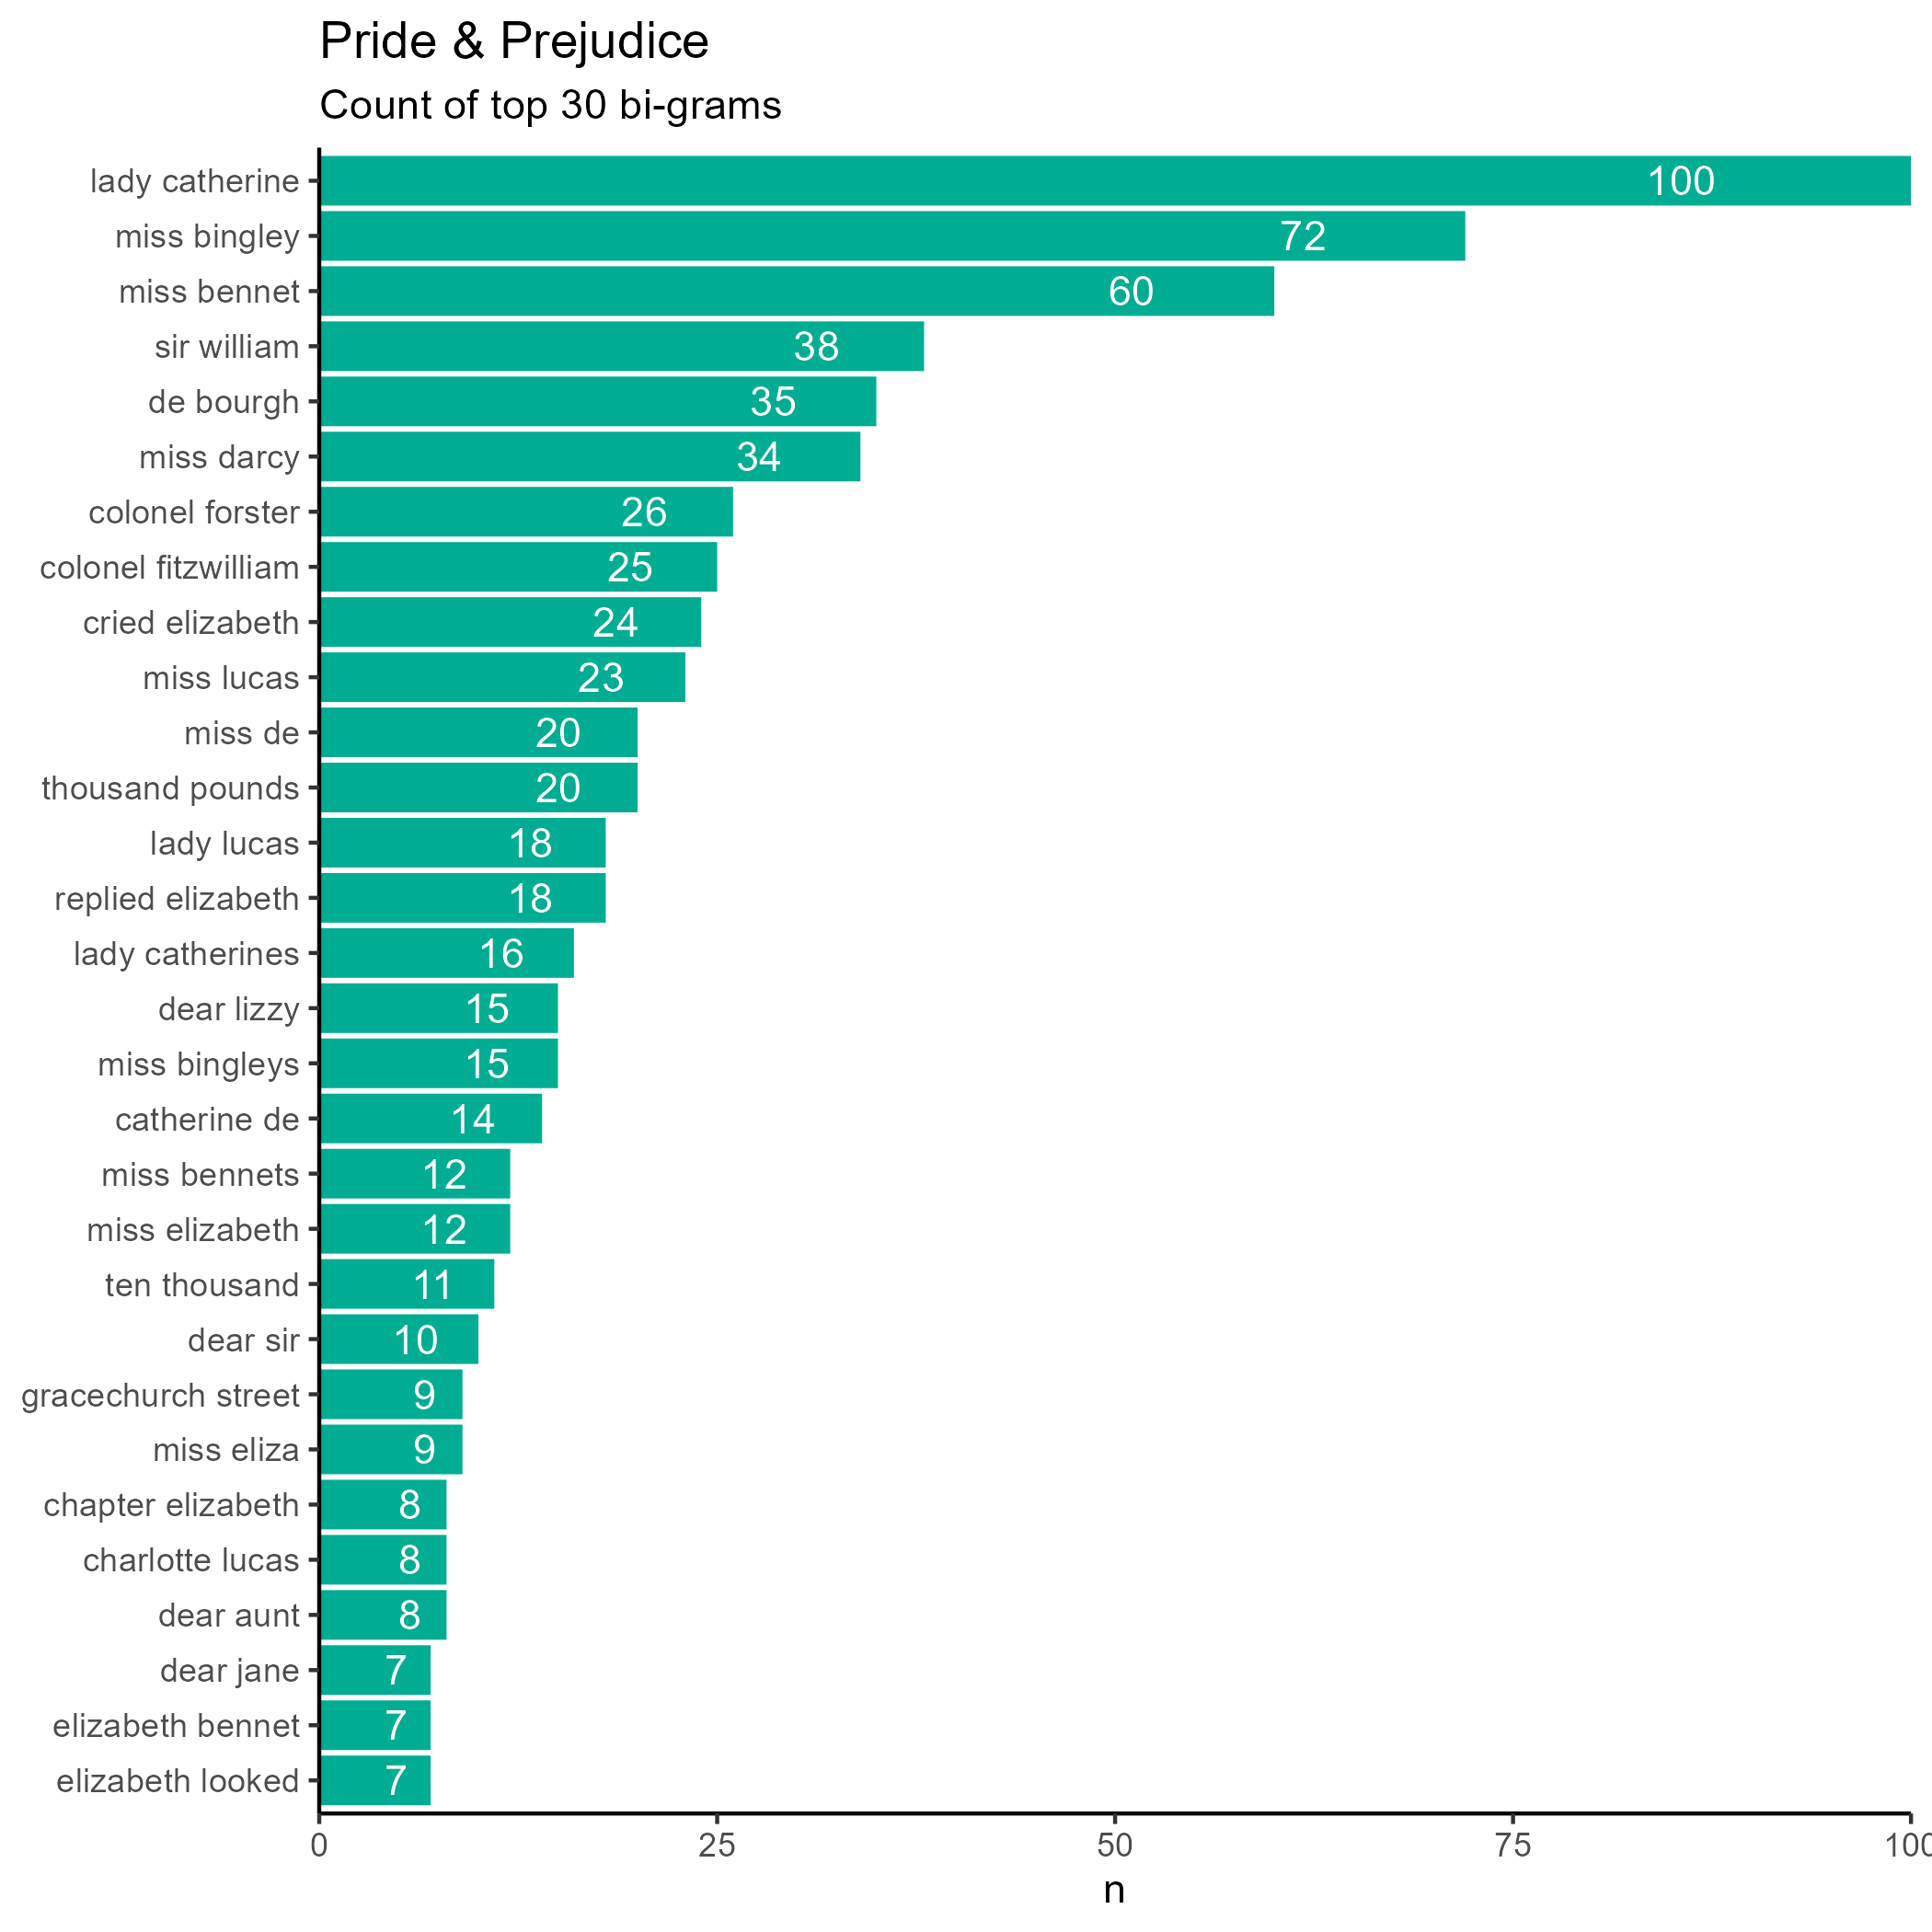 Pride & Prejudice
Count of top 30 bi-grams
lady catherine 100
miss bingley 72
miss bennet 60
sir william 38
de bourgh 35
miss darcy 34
colonel forster 26
colonel fitzwilliam 25
cried elizabeth 24
miss lucas 23
miss de 20
thousand pounds 20
lady lucas 18
replied elizabeth 18
lady catherines 16
dear lizzy 15
miss bingleys 15
catherine de 14
miss bennets 12
miss elizabeth 12
ten thousand 11
dear sir 10
gracechurch street 9
miss eliza 9
chapter elizabeth 8
charlotte lucas 8
dear aunt 8
dear jane 7
elizabeth bennet 7
elizabeth looked 7
0 25 50 75 100
n